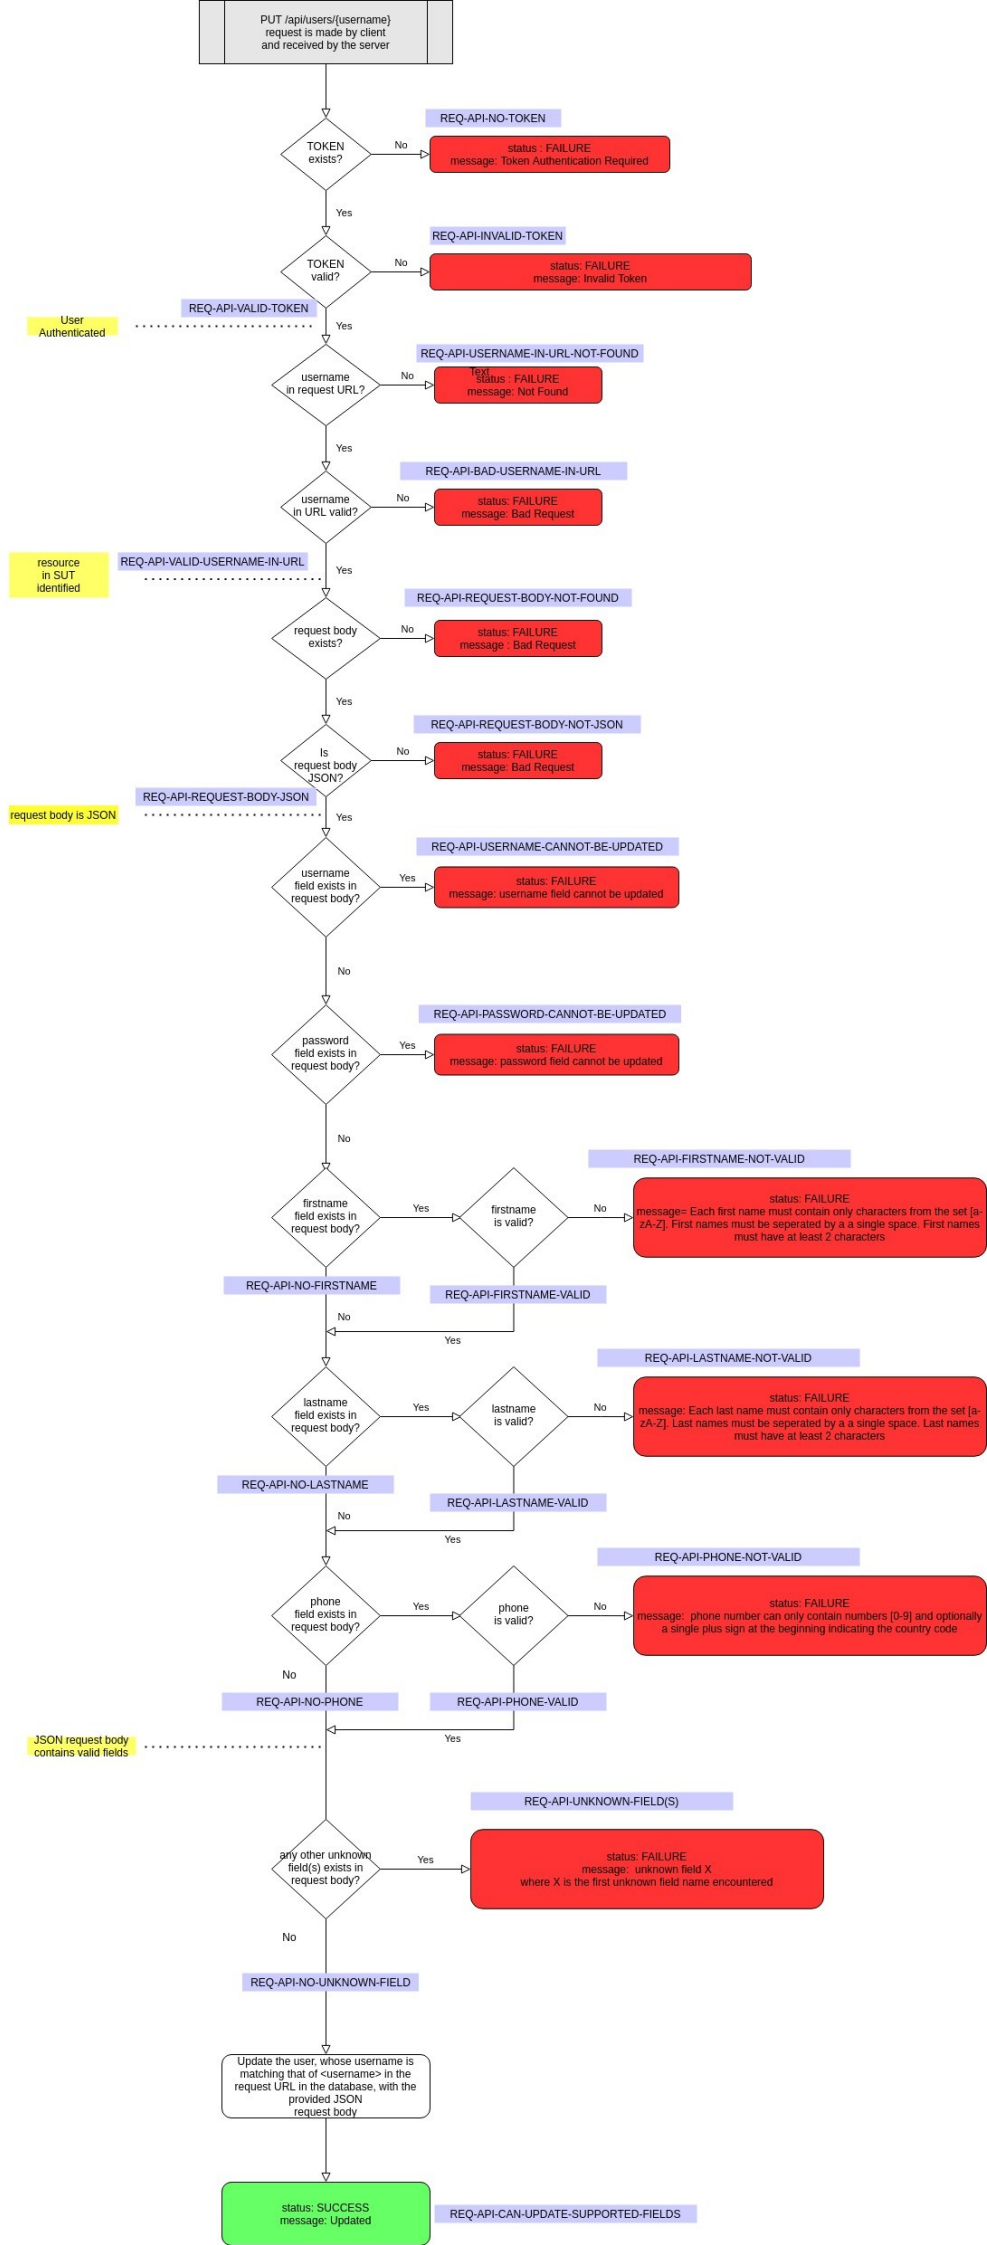 PUT /api/users/{username}
request is made by client
and received by the server
REQ-API-NO-TOKEN
TOKEN
exists?
No
status : FAILURE
message: Token Authentication Required
Yes
REQ-API-INVALID-TOKEN
TOKEN
valid?
No
status: FAILURE
message: Invalid Token
REQ-API-VALID-TOKEN
User
Authenticated
Yes
REQ-API-USERNAME-IN-URL-NOT-FOUND
username
in request URL?
No
Text
status : FAILURE
message: Not Found
Yes
REQ-API-BAD-USERNAME-IN-URL
username
in URL valid?
No
status: FAILURE
message: Bad Request
resource
in SUT
identified
REQ-API-VALID-USERNAME-IN-URL
Yes
REQ-API-REQUEST-BODY-NOT-FOUND
request body
exists?
No
status: FAILURE
message : Bad Request
Yes
REQ-API-REQUEST-BODY-NOT-JSON
Is
request body
JSON?
No
status: FAILURE
message: Bad Request
REQ-API-REQUEST-BODY-JSON
request body is JSON
Yes
REQ-API-USERNAME-CANNOT-BE-UPDATED
username
field exists in
request body?
Yes
status: FAILURE
message: username field cannot be updated
No
REQ-API-PASSWORD-CANNOT-BE-UPDATED
password
field exists in
request body?
Yes
status: FAILURE
message: password field cannot be updated
No
REQ-API-FIRSTNAME-NOT-VALID
firstname
field exists in
request body?
Yes
firstname
is valid?
No
status: FAILURE
message= Each first name must contain only characters from the set [a-
zA-Z]. First names must be seperated by a a single space. First names
must have at least 2 characters
REQ-API-NO-FIRSTNAME
REQ-API-FIRSTNAME-VALID
No
Yes
REQ-API-LASTNAME-NOT-VALID
lastname
field exists in
request body?
Yes
lastname
is valid?
No
status: FAILURE
message: Each last name must contain only characters from the set [a-
zA-Z]. Last names must be seperated by a a single space. Last names
must have at least 2 characters
REQ-API-NO-LASTNAME
REQ-API-LASTNAME-VALID
No
Yes
REQ-API-PHONE-NOT-VALID
phone
field exists in
request body?
Yes
phone
is valid?
No
status: FAILURE
message:  phone number can only contain numbers [0-9] and optionally
a single plus sign at the beginning indicating the country code
No
REQ-API-NO-PHONE
REQ-API-PHONE-VALID
Yes
JSON request body
contains valid fields
REQ-API-UNKNOWN-FIELD(S)
any other unknown
field(s) exists in
request body?
Yes
status: FAILURE
message:  unknown field X
where X is the first unknown field name encountered
No
REQ-API-NO-UNKNOWN-FIELD
Update the user, whose username is
matching that of <username> in the
request URL in the database, with the
provided JSON
request body
status: SUCCESS
message: Updated
REQ-API-CAN-UPDATE-SUPPORTED-FIELDS